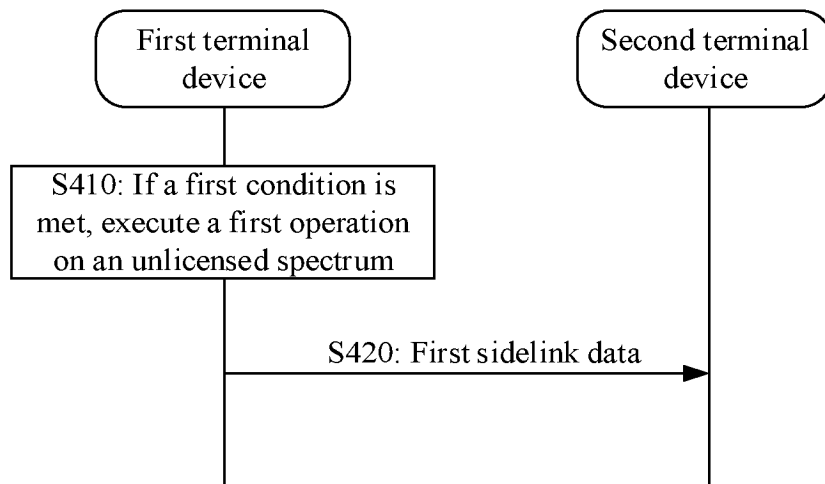 First terminal
device
Second terminal
device
S410: If a first condition is
met, execute a first operation
on an unlicensed spectrum
S420: First sidelink data